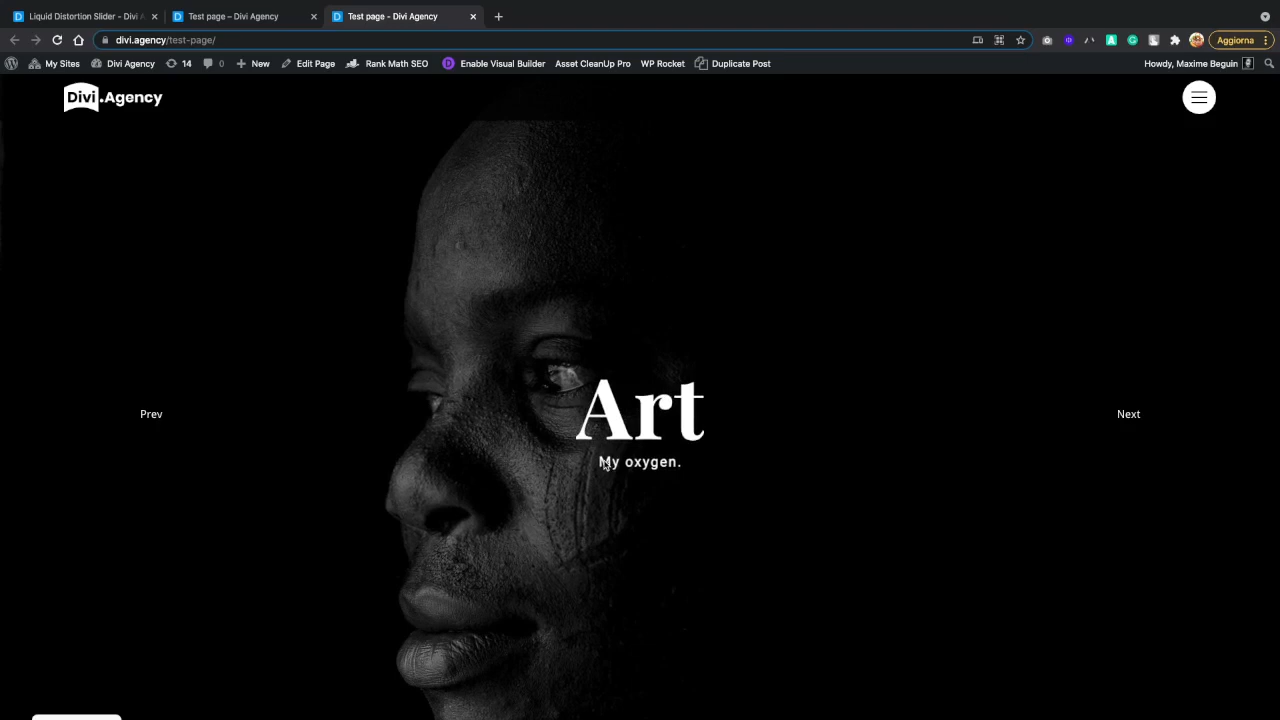 Liquid Distortion Slider - Divi A
Test page – Divi Agency
Test page - Divi Agency
divi.agency/test-page/
Aggiorna
My Sites
Divi Agency
14
0
New
Edit Page
Rank Math SEO
Enable Visual Builder
Asset CleanUp Pro
WP Rocket
Duplicate Post
Howdy, Maxime Beguin
Divi.Agency
Art
Prev
Next
My oxygen.